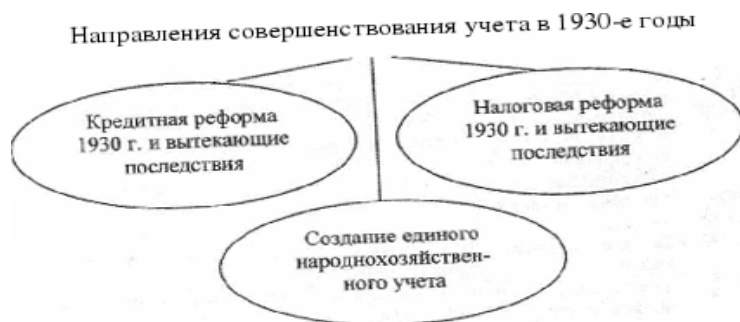 Направления совершенствования учета в 1930-е годы
Кредитная реформа
1930 г. и вытекающие
последствия
Налоговая реформа
1930 г. и вытекающие
последствия
Создание единого
народнохозяйствен-
ного учета